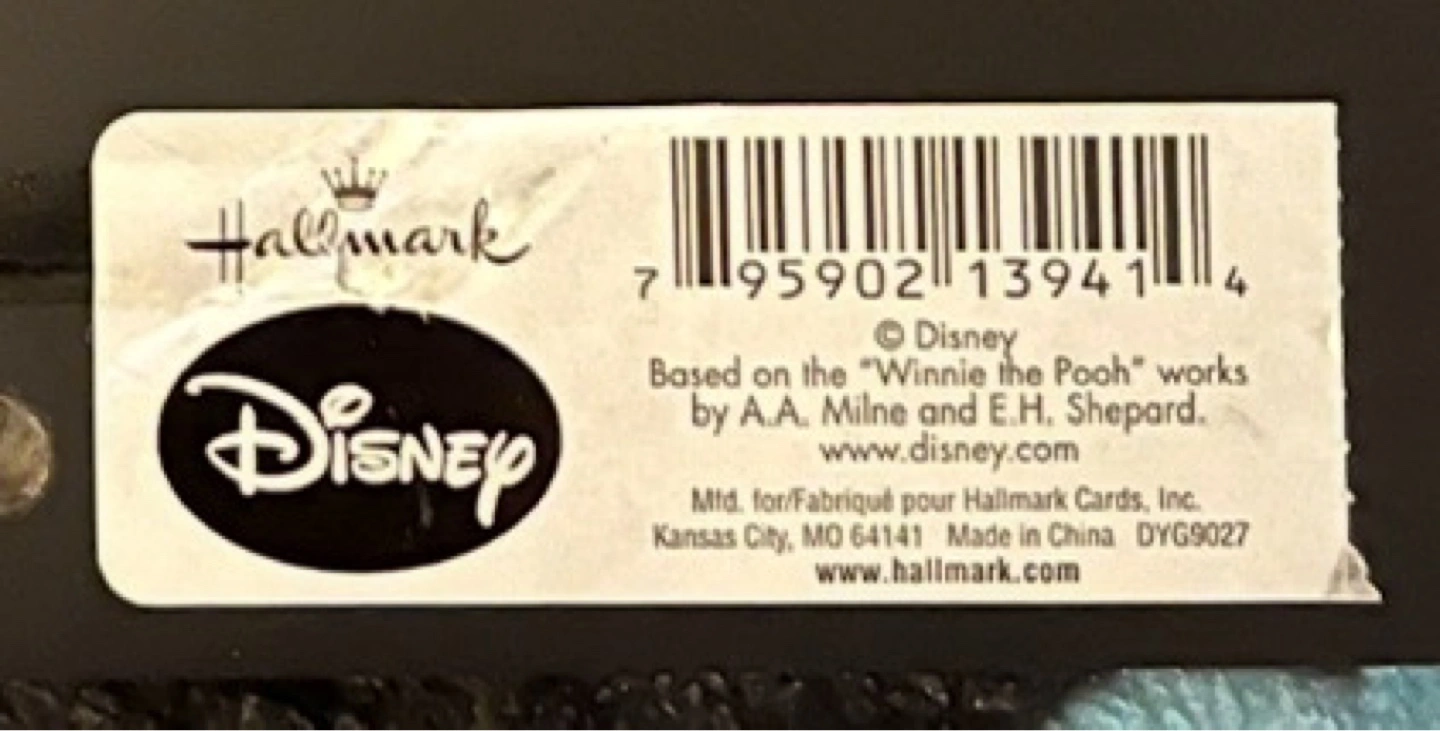 Hallmark
Disney
7 95902 13941 4
© Disney
Based on the "Winnie the Pooh" works
by A.A. Milne and E.H. Shepard.
www.disney.com
Mfd. for/Fabriqué pour Hallmark Cards, Inc.
Kansas City, MO 64141 Made in China DYG9027
www.hallmark.com